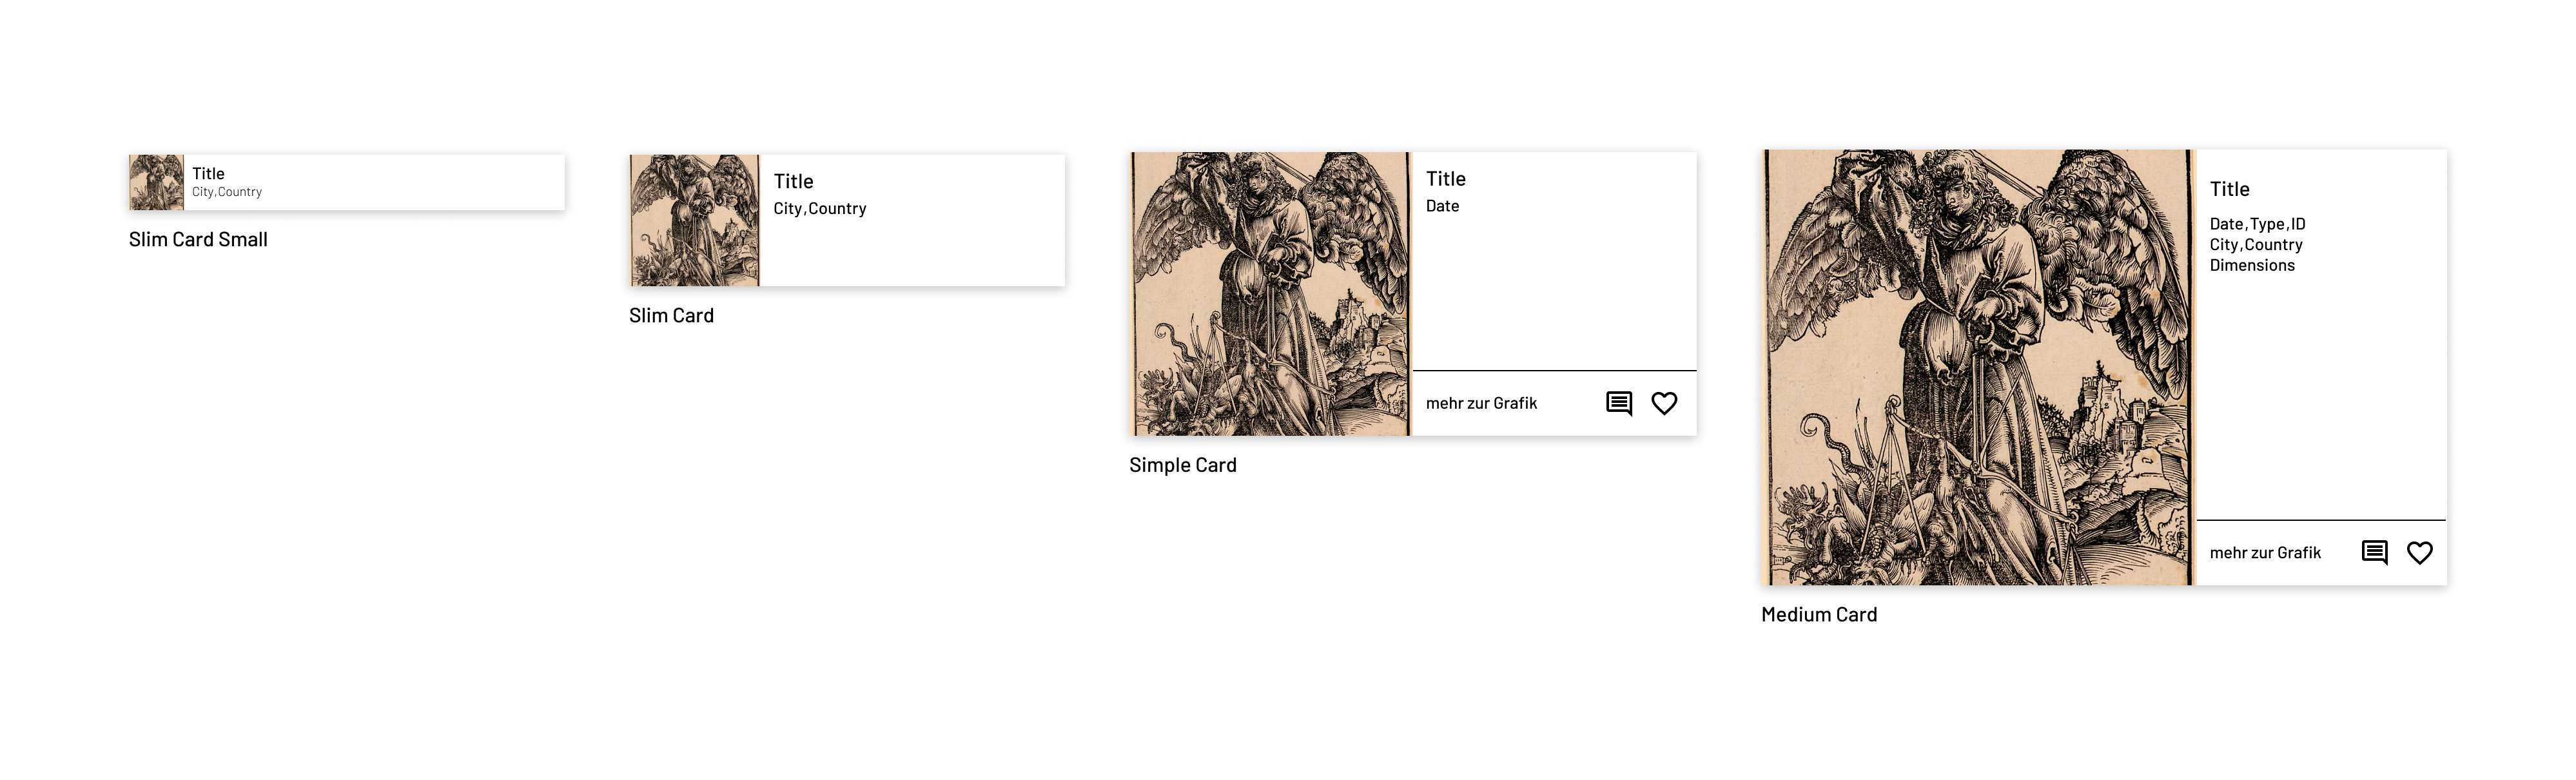 Title
City,Country
Slim Card Small
Title
City,Country
Slim Card
Title
Date
mehr zur Grafik
Simple Card
Title
Date,Type,ID
City,Country
Dimensions
mehr zur Grafik
Medium Card